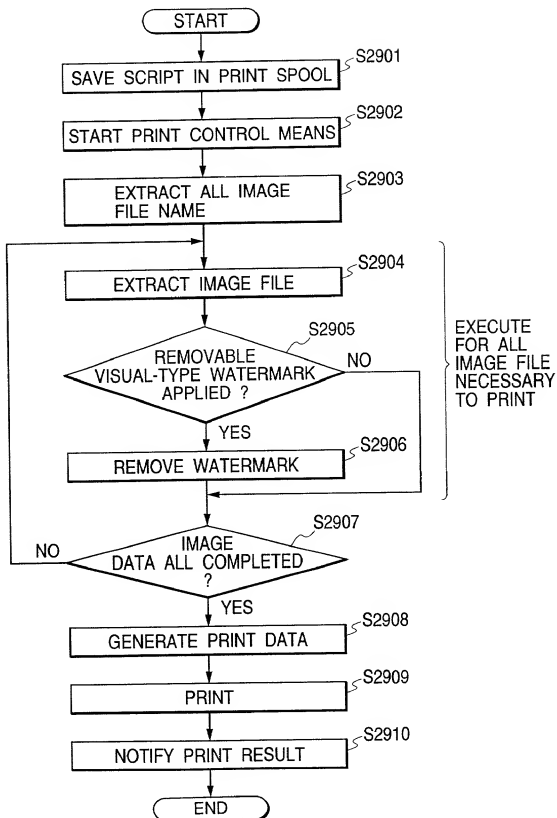 START
S2901
SAVE SCRIPT IN PRINT SPOOL
S2902
START PRINT CONTROL MEANS
S2903
EXTRACT ALL IMAGE
FILE NAME
S2904
EXTRACT IMAGE FILE
S2905
REMOVABLE
VISUAL-TYPE WATERMARK
APPLIED ?
NO
YES
EXECUTE
FOR ALL
IMAGE FILE
NECESSARY
TO PRINT
S2906
REMOVE WATERMARK
S2907
IMAGE
DATA ALL COMPLETED
?
NO
YES
S2908
GENERATE PRINT DATA
S2909
PRINT
S2910
NOTIFY PRINT RESULT
END